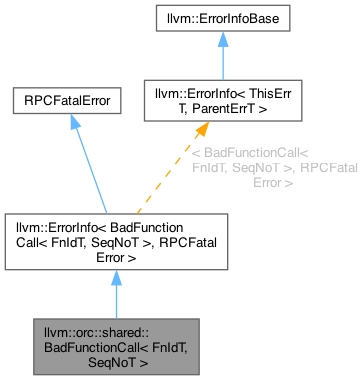 llvm::ErrorInfoBase
llvm::ErrorInfo< ThisErr
T, ParentErrT >
RPCFatalError
< BadFunctionCall<
FnIdT, SeqNoT >, RPCFatal
Error >
llvm::ErrorInfo< BadFunction
Call< FnIdT, SeqNoT >, RPCFatal
Error >
llvm::orc::shared::
BadFunctionCall< FnIdT,
SeqNoT >